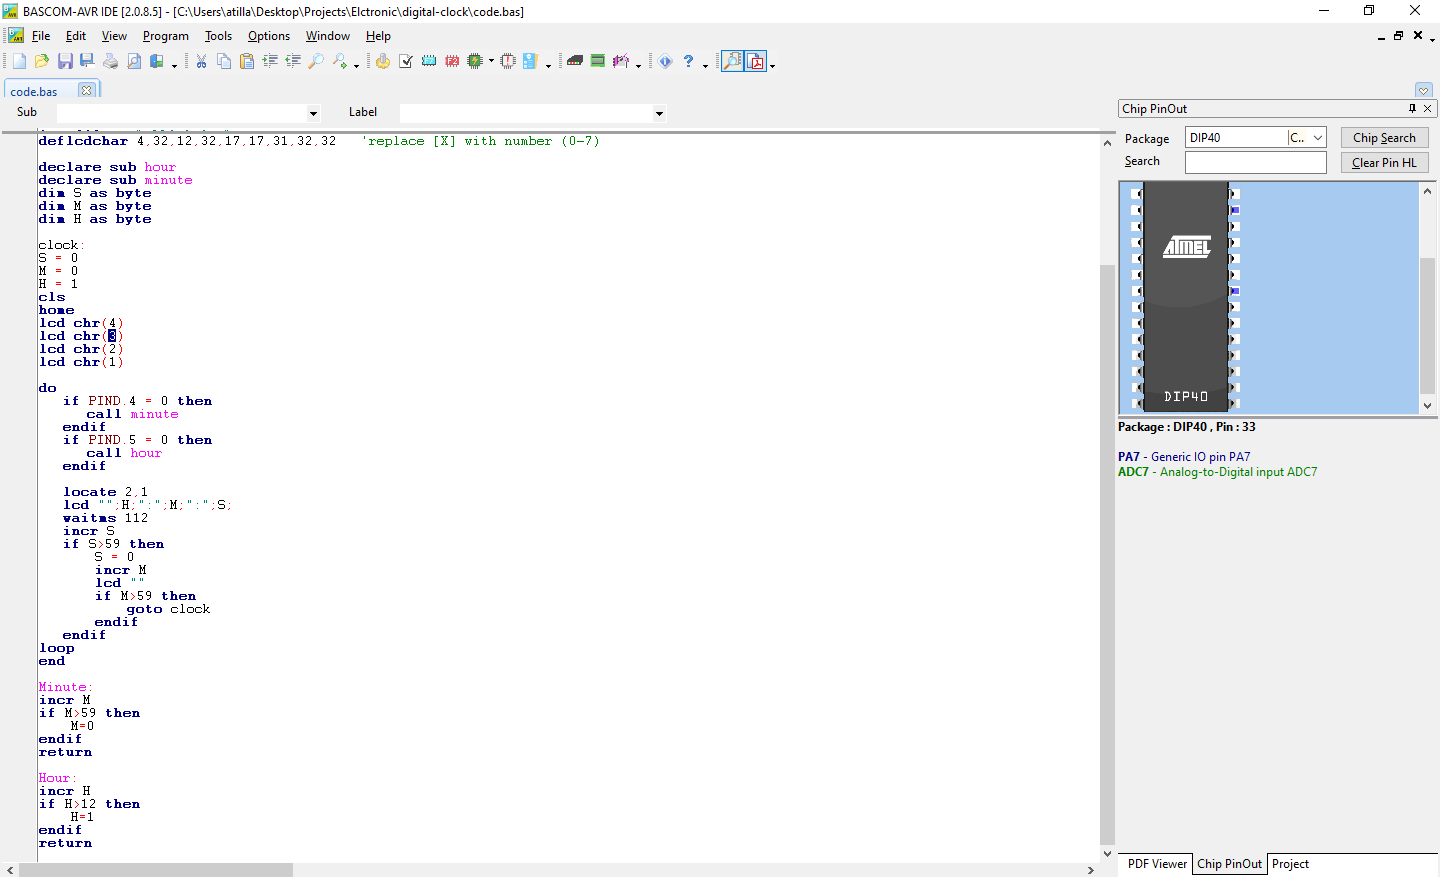 BASCOM-AVR IDE [2.0.8.5] - [C:\Users\atilla\Desktop\Projects\Elctronic\digital-clock\code.bas]
File Edit View Program Tools Options Window Help
code.bas
Sub Label
deflcdchar 4,32,12,32,17,17,31,32,32 'replace [X] with number (0-7)
declare sub hour
declare sub minute
dim S as byte
dim M as byte
dim H as byte
clock:
S = 0
M = 0
H = 1
cls
home
lcd chr(4)
lcd chr(3)
lcd chr(2)
lcd chr(1)
do
if PIND.4 = 0 then
call minute
endif
if PIND.5 = 0 then
call hour
endif
locate 2,1
lcd "";H;":";M;":";S;
waitms 112
incr S
if S>59 then
S = 0
incr M
lcd ""
if M>59 then
goto clock
endif
endif
loop
end
Minute:
incr M
if M>59 then
M=0
endif
return
Hour:
incr H
if H>12 then
H=1
endif
return
Chip PinOut
Package DIP40 C.. Chip Search
Search Clear Pin HL
ATMEL
DIP40
Package : DIP40 , Pin : 33
PA7 - Generic IO pin PA7
ADC7 - Analog-to-Digital input ADC7
PDF Viewer Chip PinOut Project